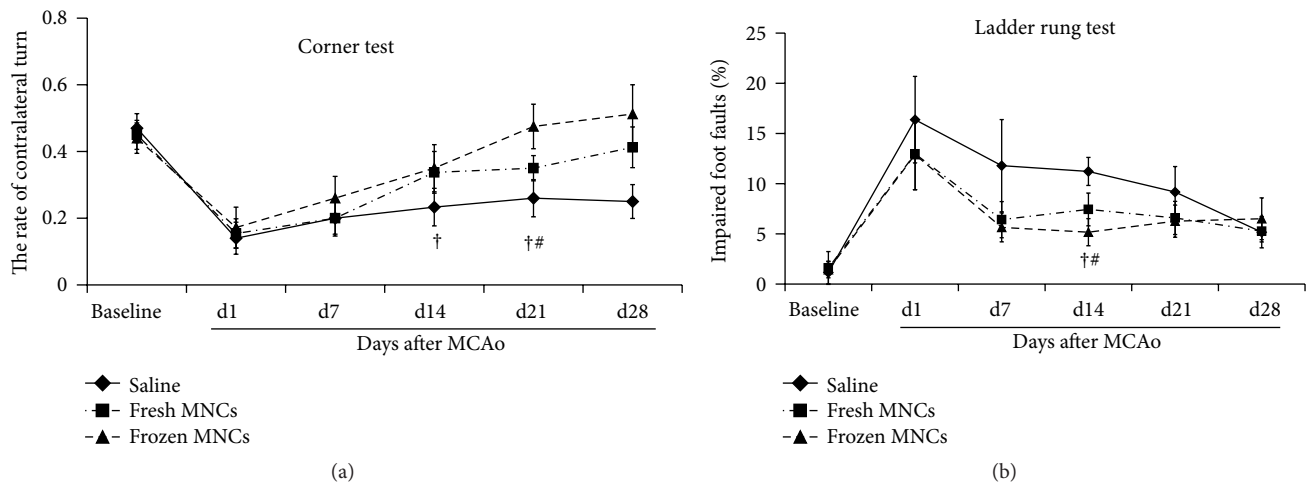 Corner test
The rate of contralateral turn
0.8
0.6
0.4
0.2
0
†
†#
Baseline d1 d7 d14 d21 d28
Days after MCAo
Saline
Fresh MNCs
Frozen MNCs
(a)
Ladder rung test
Impaired foot faults (%)
25
20
15
10
5
0
†#
Baseline d1 d7 d14 d21 d28
Days after MCAo
Saline
Fresh MNCs
Frozen MNCs
(b)